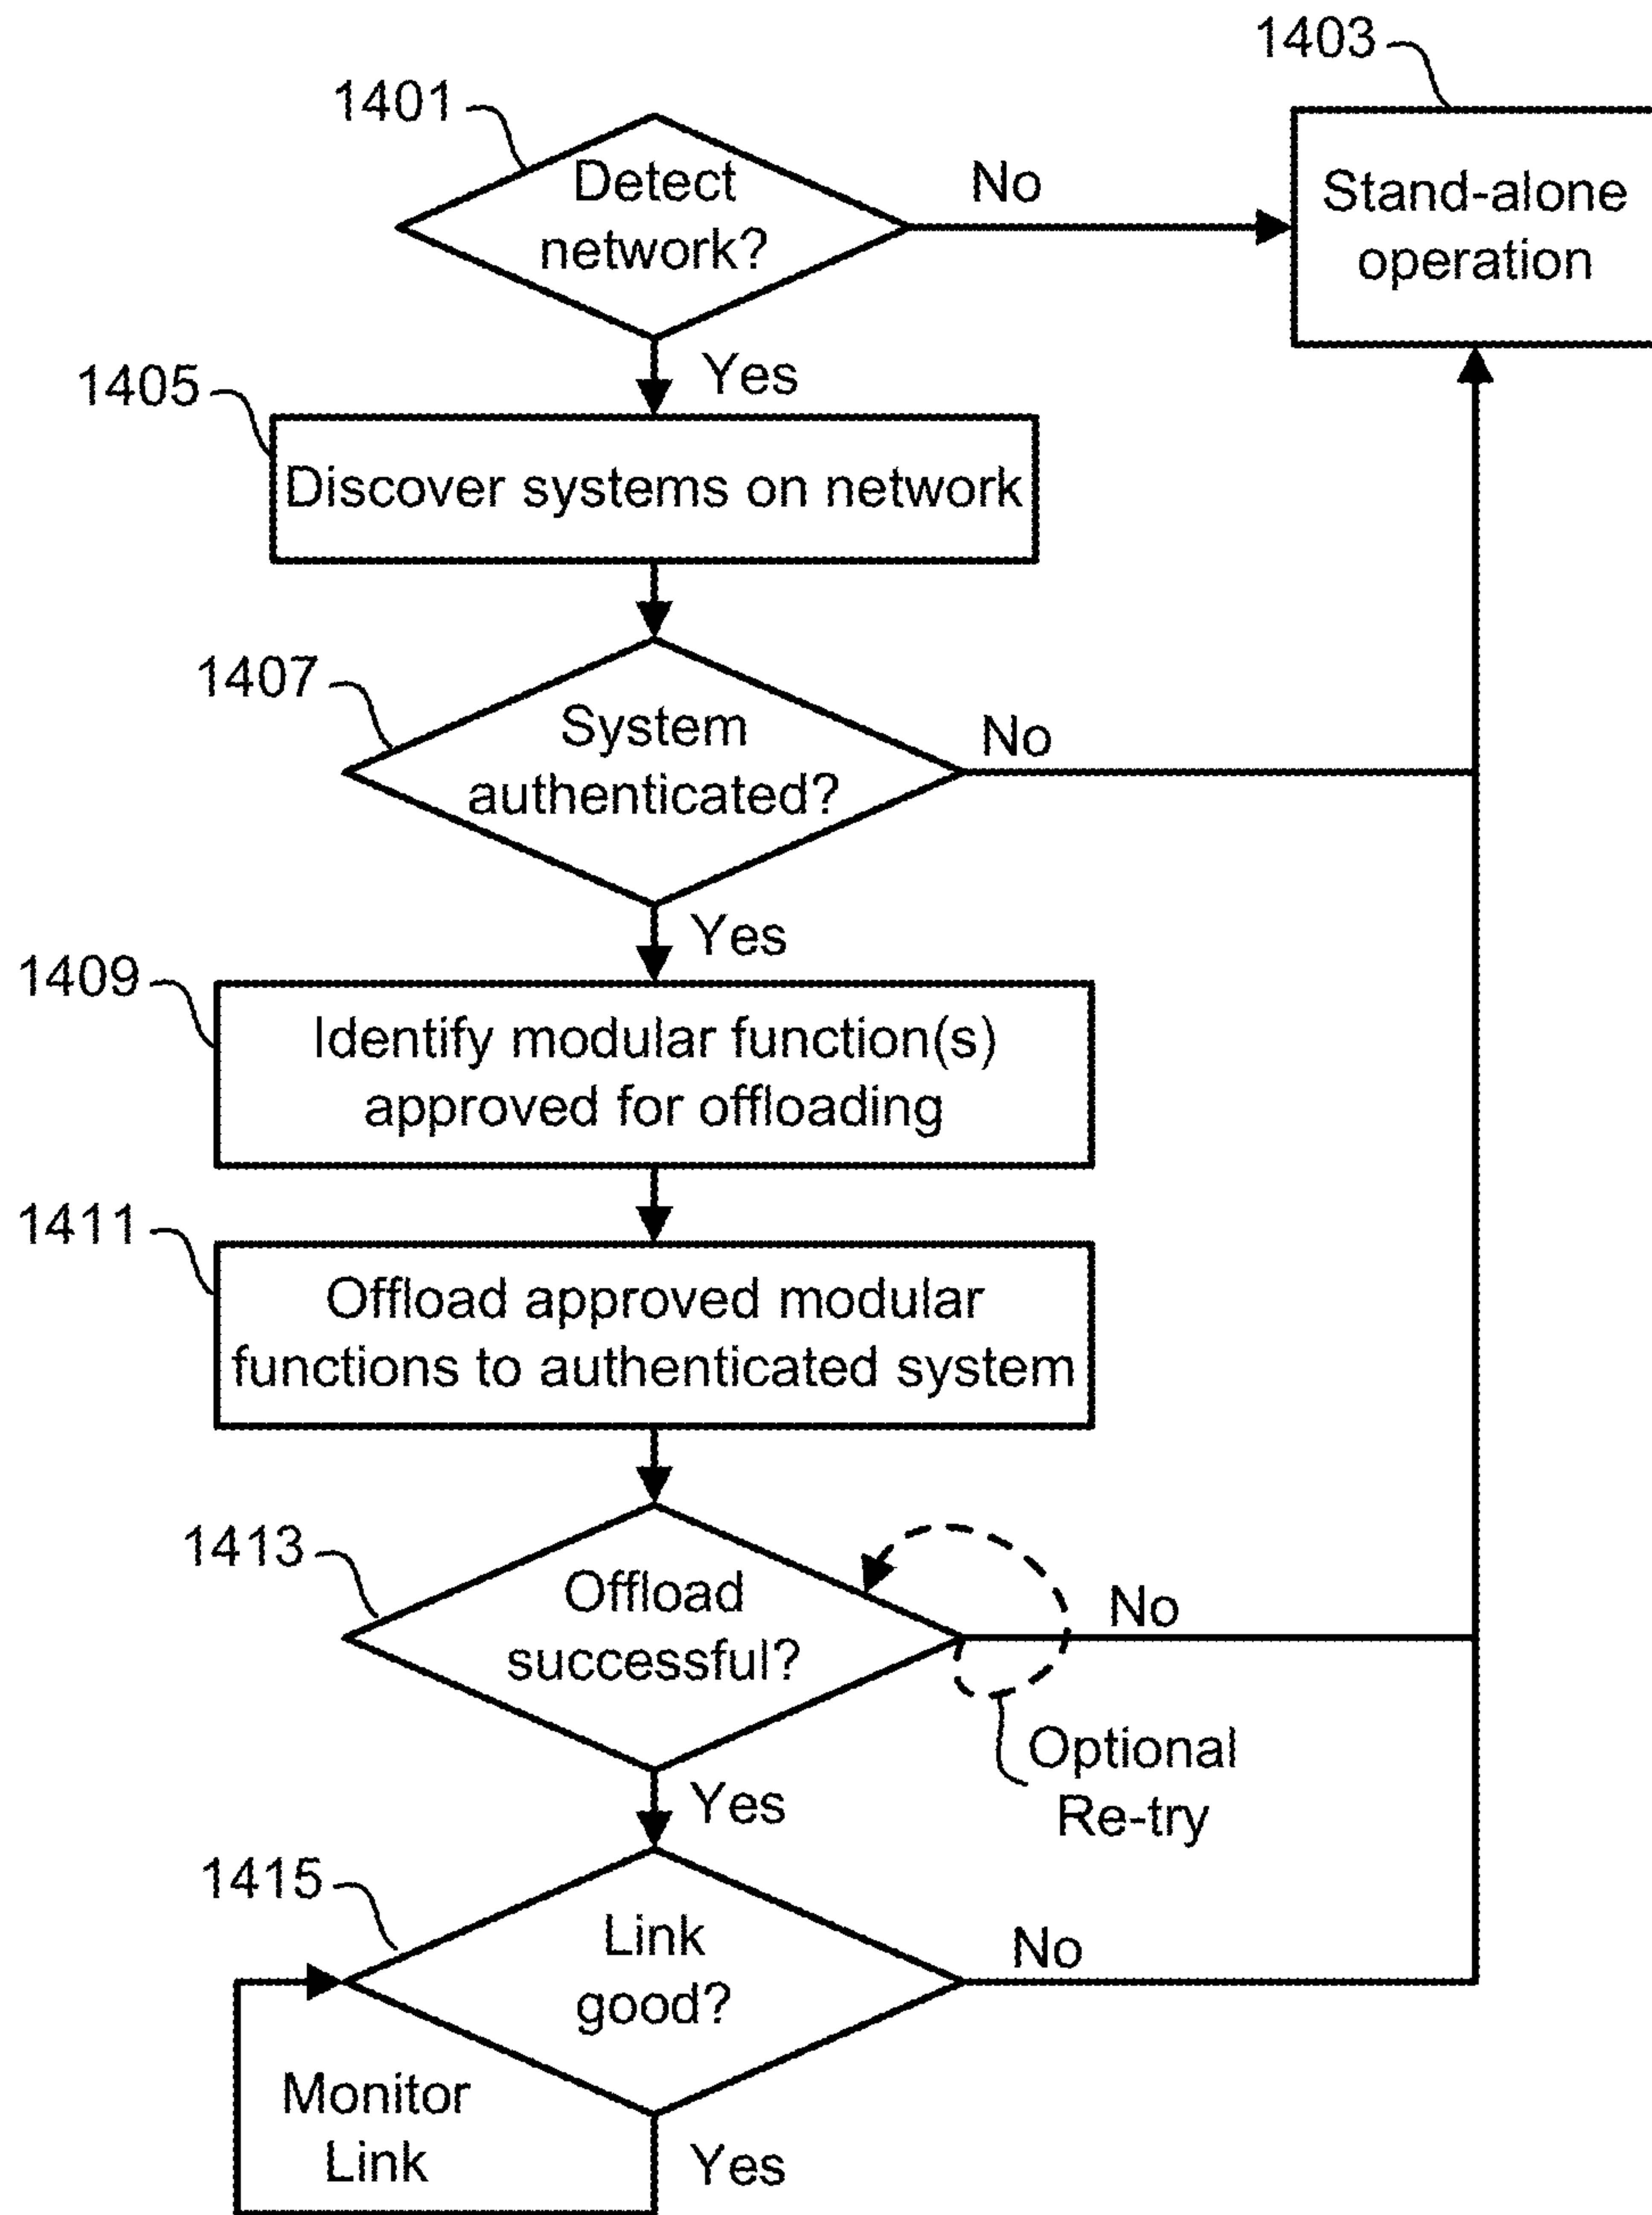 1403
1401
Detect
network?
No
Stand-alone
operation
Yes
1405
Discover systems on network
1407
System
authenticated?
No
Yes
1409
Identify modular function(s)
approved for offloading
1411
Offload approved modular
functions to authenticated system
1413
Offload
successful?
No
Optional
Re-try
Yes
1415
Link
good?
No
Monitor
Link
Yes